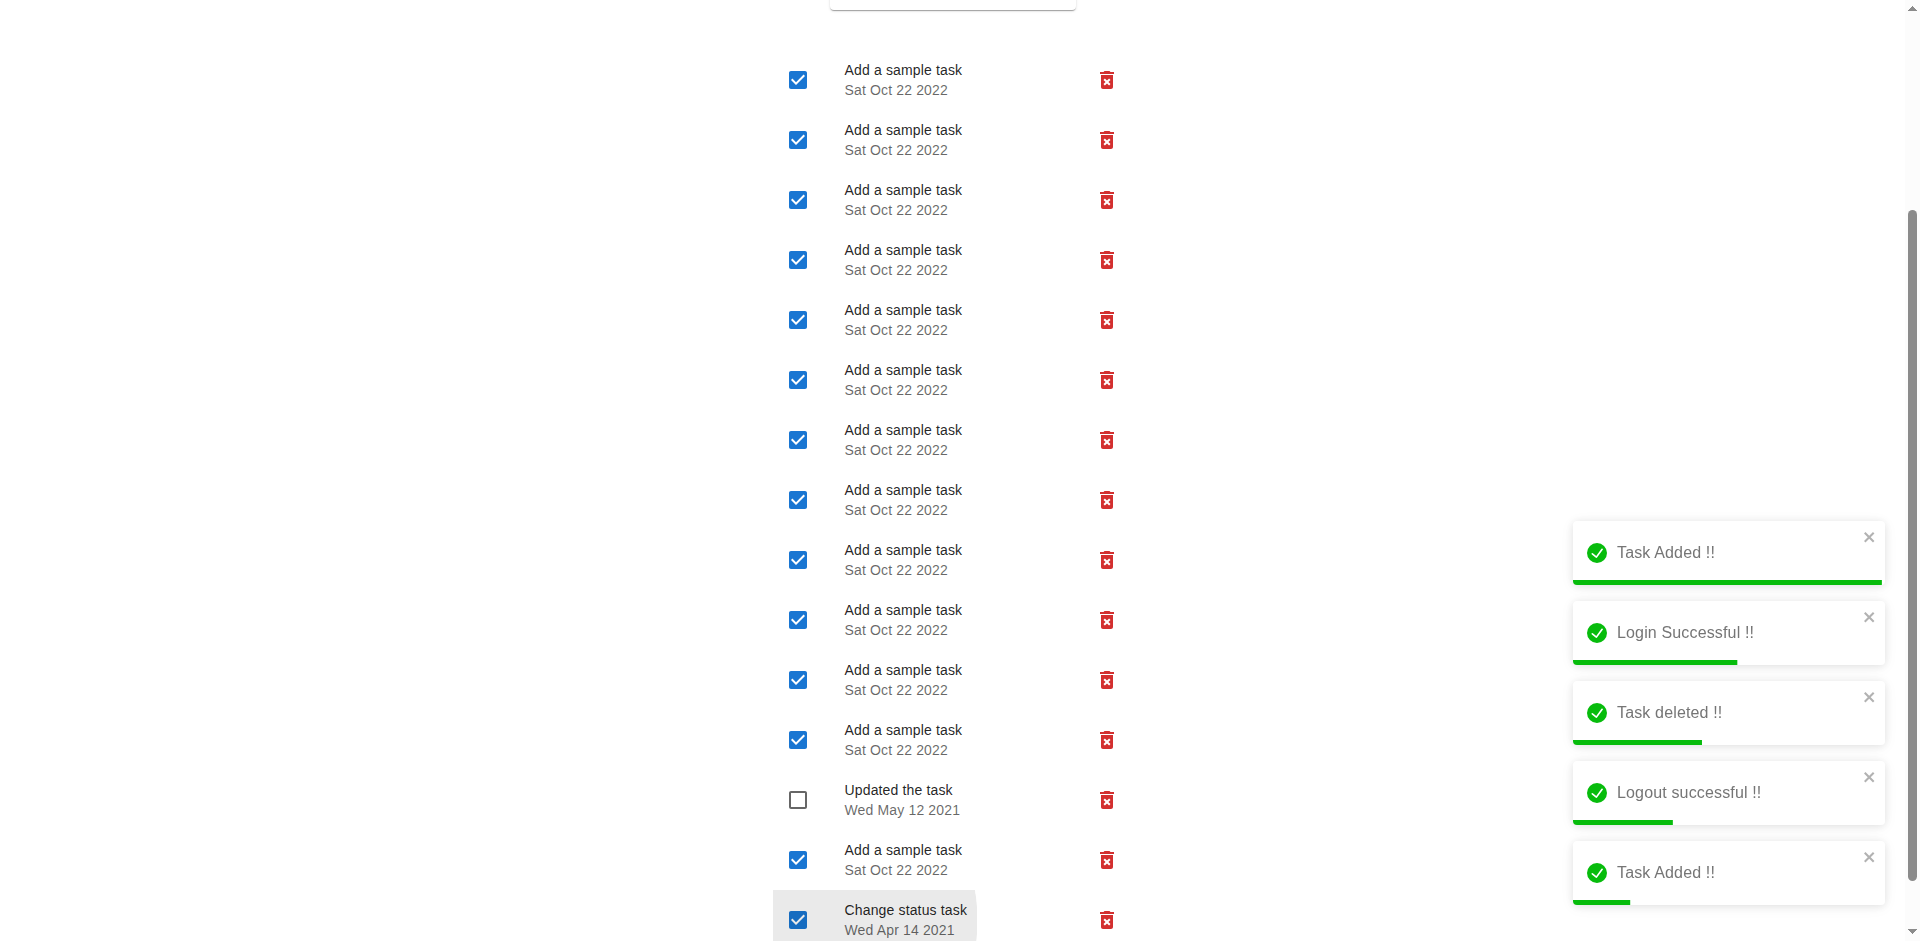 Add a sample task
Sat Oct 22 2022
Add a sample task
Sat Oct 22 2022
Add a sample task
Sat Oct 22 2022
Add a sample task
Sat Oct 22 2022
Add a sample task
Sat Oct 22 2022
Add a sample task
Sat Oct 22 2022
Add a sample task
Sat Oct 22 2022
Add a sample task
Sat Oct 22 2022
Add a sample task
Sat Oct 22 2022
Add a sample task
Sat Oct 22 2022
Add a sample task
Sat Oct 22 2022
Add a sample task
Sat Oct 22 2022
Updated the task
Wed May 12 2021
Add a sample task
Sat Oct 22 2022
Change status task
Wed Apr 14 2021
Task Added !!
Login Successful !!
Task deleted !!
Logout successful !!
Task Added !!